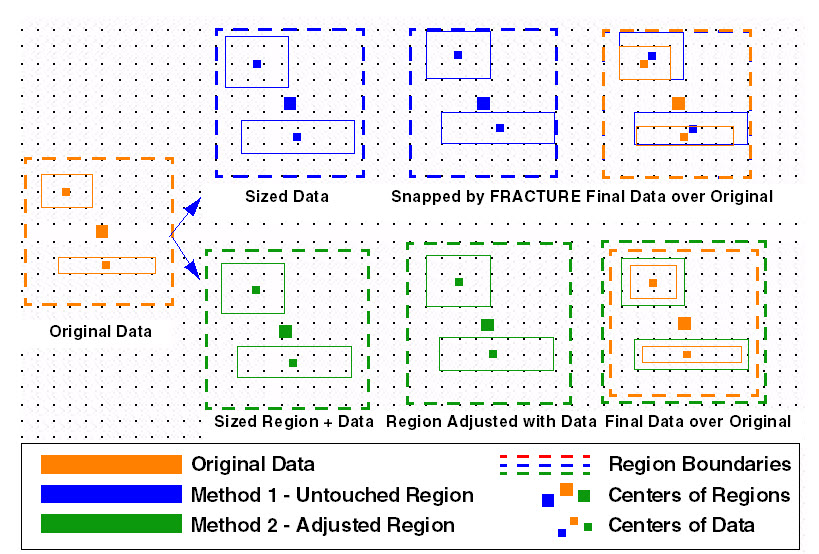 Sized Data
Snapped by FRACTURE Final Data over Original
Original Data
Sized Region + Data Region Adjusted with Data Final Data over Original
Original Data
Region Boundaries
Method 1 - Untouched Region
Centers of Regions
Method 2 - Adjusted Region
Centers of Data